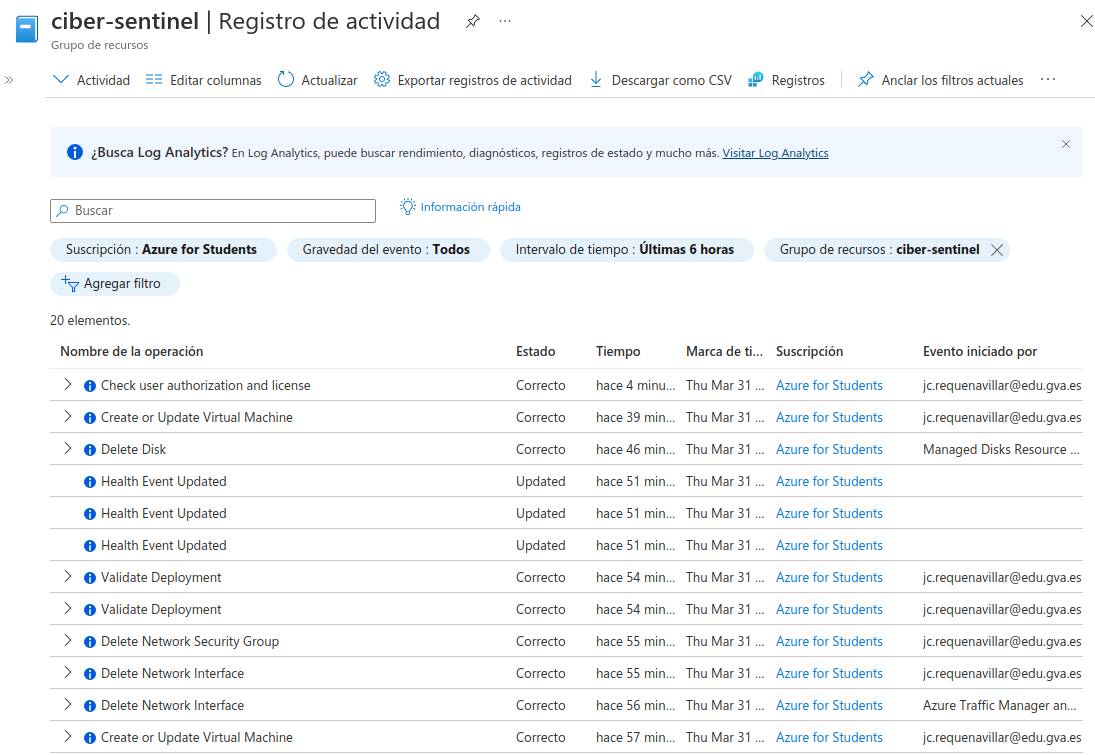 ciber-sentinel | Registro de actividad ...
Grupo de recursos
Actividad Editar columnas Actualizar Exportar registros de actividad Descargar como CSV Registros Anclar los filtros actuales ...
¿Busca Log Analytics? En Log Analytics, puede buscar rendimiento, diagnósticos, registros de estado y mucho más. Visitar Log Analytics
Buscar Información rápida
Suscripción : Azure for Students Gravedad del evento : Todos Intervalo de tiempo : Últimas 6 horas Grupo de recursos : ciber-sentinel
Agregar filtro
20 elementos.
Nombre de la operación Estado Tiempo Marca de ti... Suscripción Evento iniciado por
Check user authorization and license Correcto hace 4 minu... Thu Mar 31 ... Azure for Students jc.requenavillar@edu.gva.es
Create or Update Virtual Machine Correcto hace 39 min... Thu Mar 31 ... Azure for Students jc.requenavillar@edu.gva.es
Delete Disk Correcto hace 46 min... Thu Mar 31 ... Azure for Students Managed Disks Resource ...
Health Event Updated Updated hace 51 min... Thu Mar 31 ... Azure for Students
Health Event Updated Updated hace 51 min... Thu Mar 31 ... Azure for Students
Health Event Updated Updated hace 51 min... Thu Mar 31 ... Azure for Students
Validate Deployment Correcto hace 54 min... Thu Mar 31 ... Azure for Students jc.requenavillar@edu.gva.es
Validate Deployment Correcto hace 54 min... Thu Mar 31 ... Azure for Students jc.requenavillar@edu.gva.es
Delete Network Security Group Correcto hace 55 min... Thu Mar 31 ... Azure for Students jc.requenavillar@edu.gva.es
Delete Network Interface Correcto hace 55 min... Thu Mar 31 ... Azure for Students jc.requenavillar@edu.gva.es
Delete Network Interface Correcto hace 56 min... Thu Mar 31 ... Azure for Students Azure Traffic Manager an...
Create or Update Virtual Machine Correcto hace 57 min... Thu Mar 31 ... Azure for Students jc.requenavillar@edu.gva.es